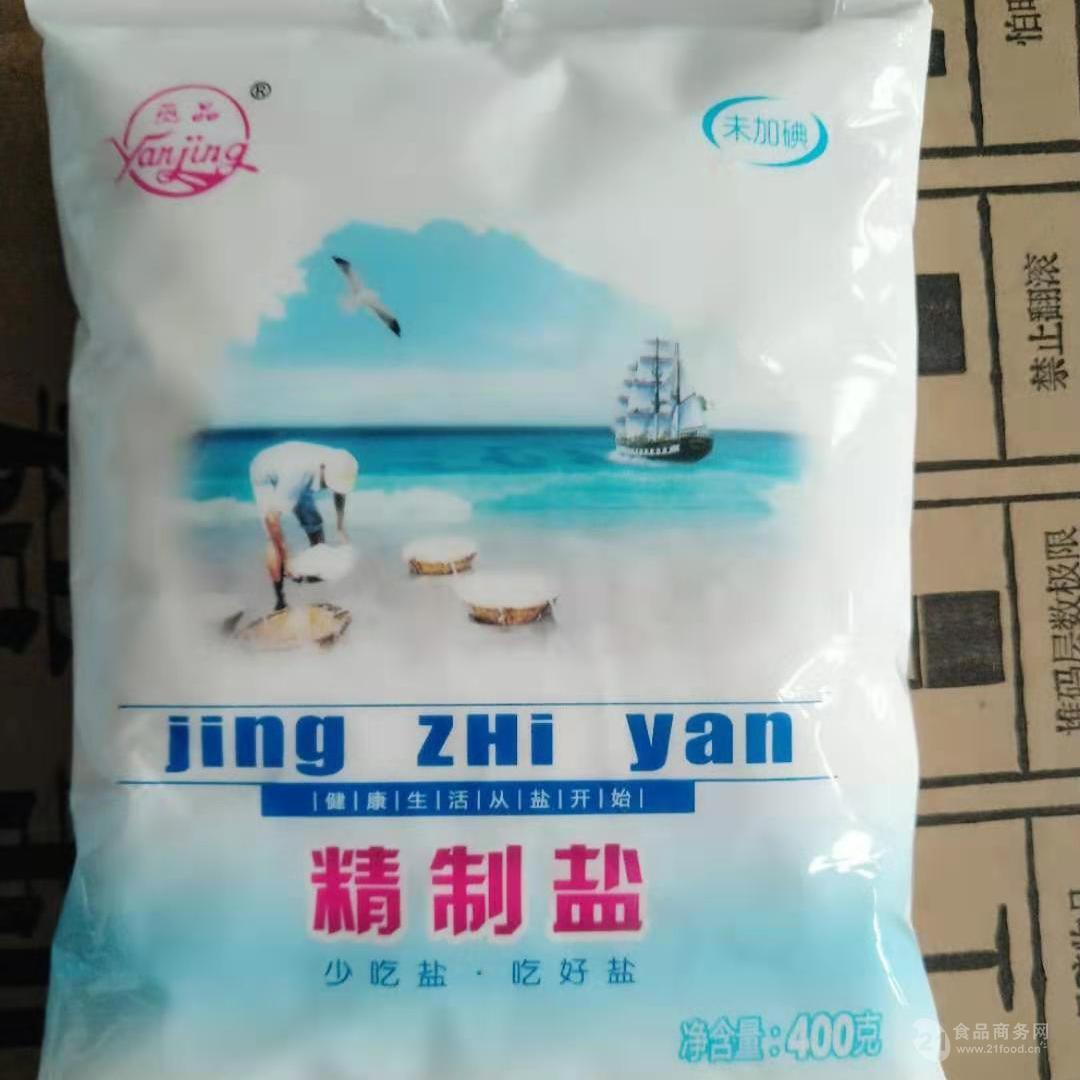 Yanjing
®
未加碘
jing ZHi yan
健康生活从盐开始
精制盐
少吃盐·吃好盐
净含量:400克
禁止翻滚
堆码层数极限
21
食品商务网
www.21food.cn